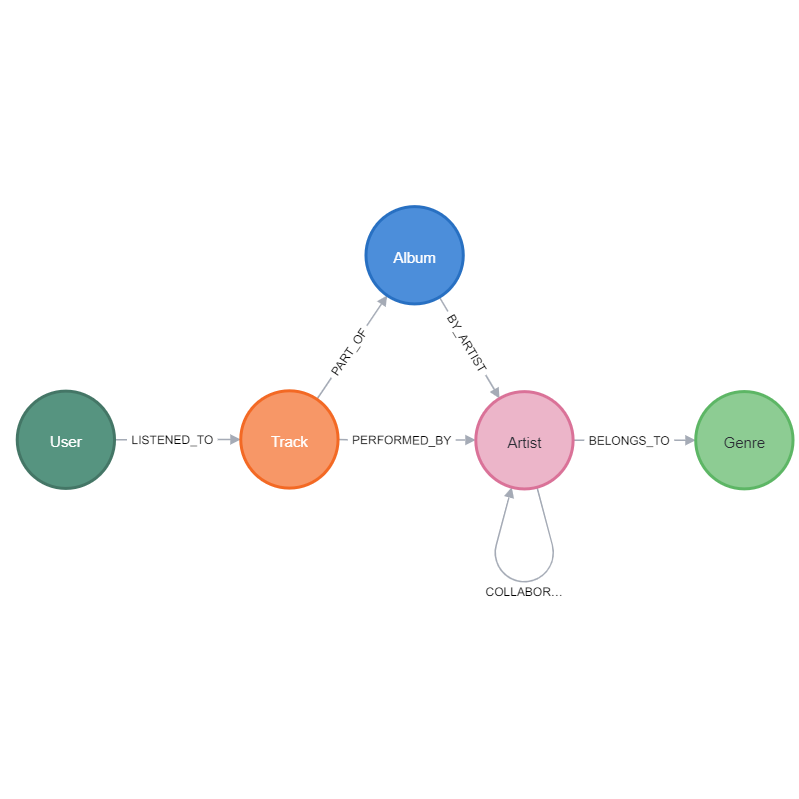 Album
PART_OF
BY_ARTIST
User
LISTENED_TO
Track
PERFORMED_BY
Artist
BELONGS_TO
Genre
COLLABOR…